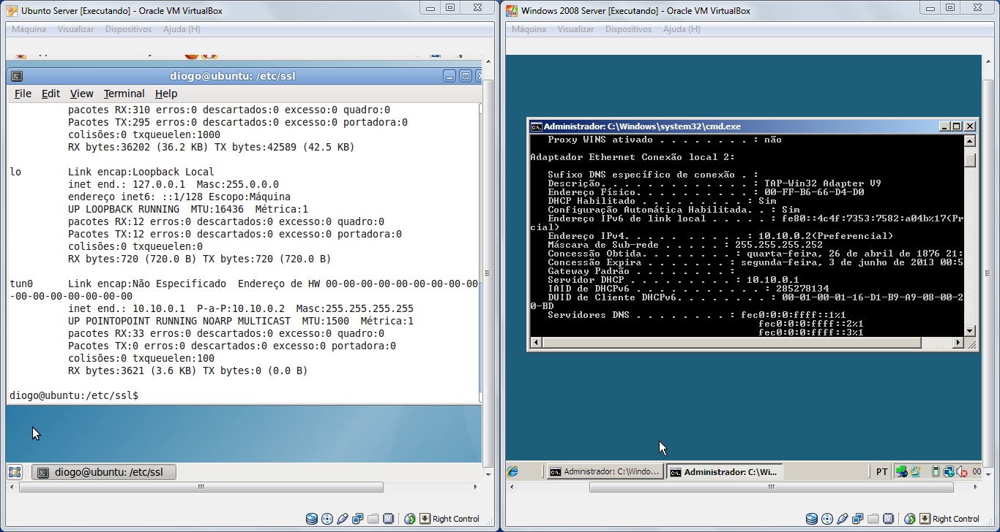 Ubunto Server [Executando] - Oracle VM VirtualBox
Máquina Visualizar Dispositivos Ajuda (H)
diogo@ubuntu: /etc/ssl
File Edit View Terminal Help
pacotes RX:310 erros:0 descartados:0 excesso:0 quadro:0
Pacotes TX:295 erros:0 descartados:0 excesso:0 portadora:0
colisões:0 txqueuelen:1000
RX bytes:36202 (36.2 KB) TX bytes:42589 (42.5 KB)
lo Link encap:Loopback Local
inet end.: 127.0.0.1 Masc:255.0.0.0
endereço inet6: ::1/128 Escopo:Máquina
UP LOOPBACK RUNNING MTU:16436 Métrica:1
pacotes RX:12 erros:0 descartados:0 excesso:0 quadro:0
Pacotes TX:12 erros:0 descartados:0 excesso:0 portadora:0
colisões:0 txqueuelen:0
RX bytes:720 (720.0 B) TX bytes:720 (720.0 B)
tun0 Link encap:Não Especificado Endereço de HW 00-00-00-00-00-00-00-00-00
-00-00-00-00-00-00-00
inet end.: 10.10.0.1 P-a-P:10.10.0.2 Masc:255.255.255.255
UP POINTOPOINT RUNNING NOARP MULTICAST MTU:1500 Métrica:1
pacotes RX:33 erros:0 descartados:0 excesso:0 quadro:0
Pacotes TX:0 erros:0 descartados:0 excesso:0 portadora:0
colisões:0 txqueuelen:100
RX bytes:3621 (3.6 KB) TX bytes:0 (0.0 B)
diogo@ubuntu:/etc/ssl$
diogo@ubuntu: /etc/ssl
Right Control
Windows 2008 Server [Executando] - Oracle VM VirtualBox
Máquina Visualizar Dispositivos Ajuda (H)
Administrador: C:\Windows\system32\cmd.exe
Proxy WINS ativado . . . . . . . . : não
Adaptador Ethernet Conexão local 2:
Sufixo DNS específico de conexão . :
Descrição. . . . . . . . . . . . . : TAP-Win32 Adapter V9
Endereço Físico. . . . . . . . . . : 00-FF-B6-66-D4-D0
DHCP Habilitado . . . . . . . . . . : Sim
Configuração Automática Habilitada. . : Sim
Endereço IPv6 de link local . . . . . : fe80::4c4f:7353:7582:a04b%17(Pr
cial)
Endereço IPv4. . . . . . . . . . . : 10.10.0.2(Preferencial)
Máscara de Sub-rede . . . . . . : 255.255.255.252
Concessão Obtida. . . . . . . . . : quarta-feira, 26 de abril de 1876 21:
Concessão Expira . . . . . . . . : segunda-feira, 3 de junho de 2013 00:5
Gateway Padrão . . . . . . . . :
Servidor DHCP . . . . . . . . . : 10.10.0.1
IAID de DHCPv6 . . . . . . . . . . . : 285278134
DUID de Cliente DHCPv6. . . . . . . . : 00-01-00-01-16-D1-B9-A9-08-00-2
0-BD
Servidores DNS . . . . . . . . : fec0:0:0:ffff::1%1
fec0:0:0:ffff::2%1
fec0:0:0:ffff::3%1
Administrador: C:\Windo...
Administrador: C:\Wi...
PT
00
Right Control